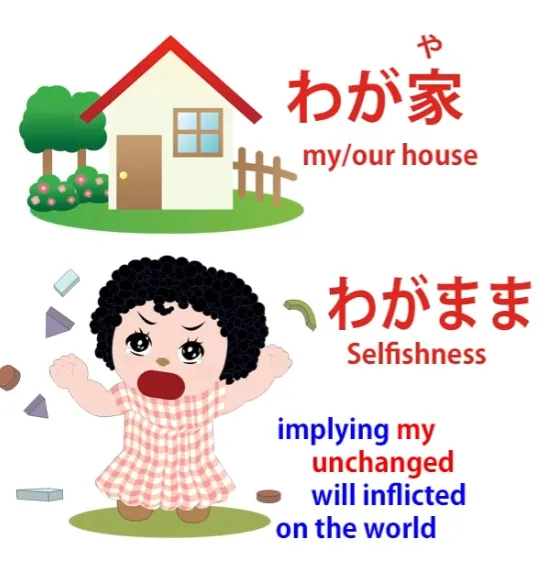 や
わが家
my/our house
わがまま
Selfishness
implying my
unchanged
will inflicted
on the world